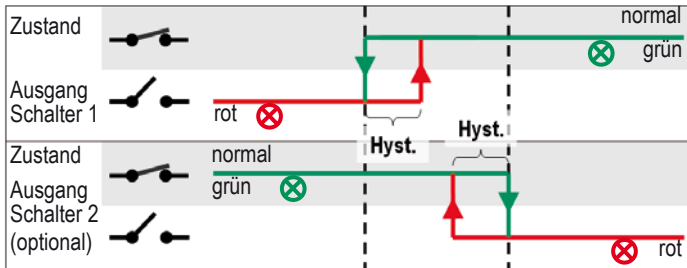 Zustand
normal
grün
Ausgang
Schalter 1
rot
Hyst.
Hyst.
Zustand
normal
grün
Ausgang
Schalter 2
(optional)
rot